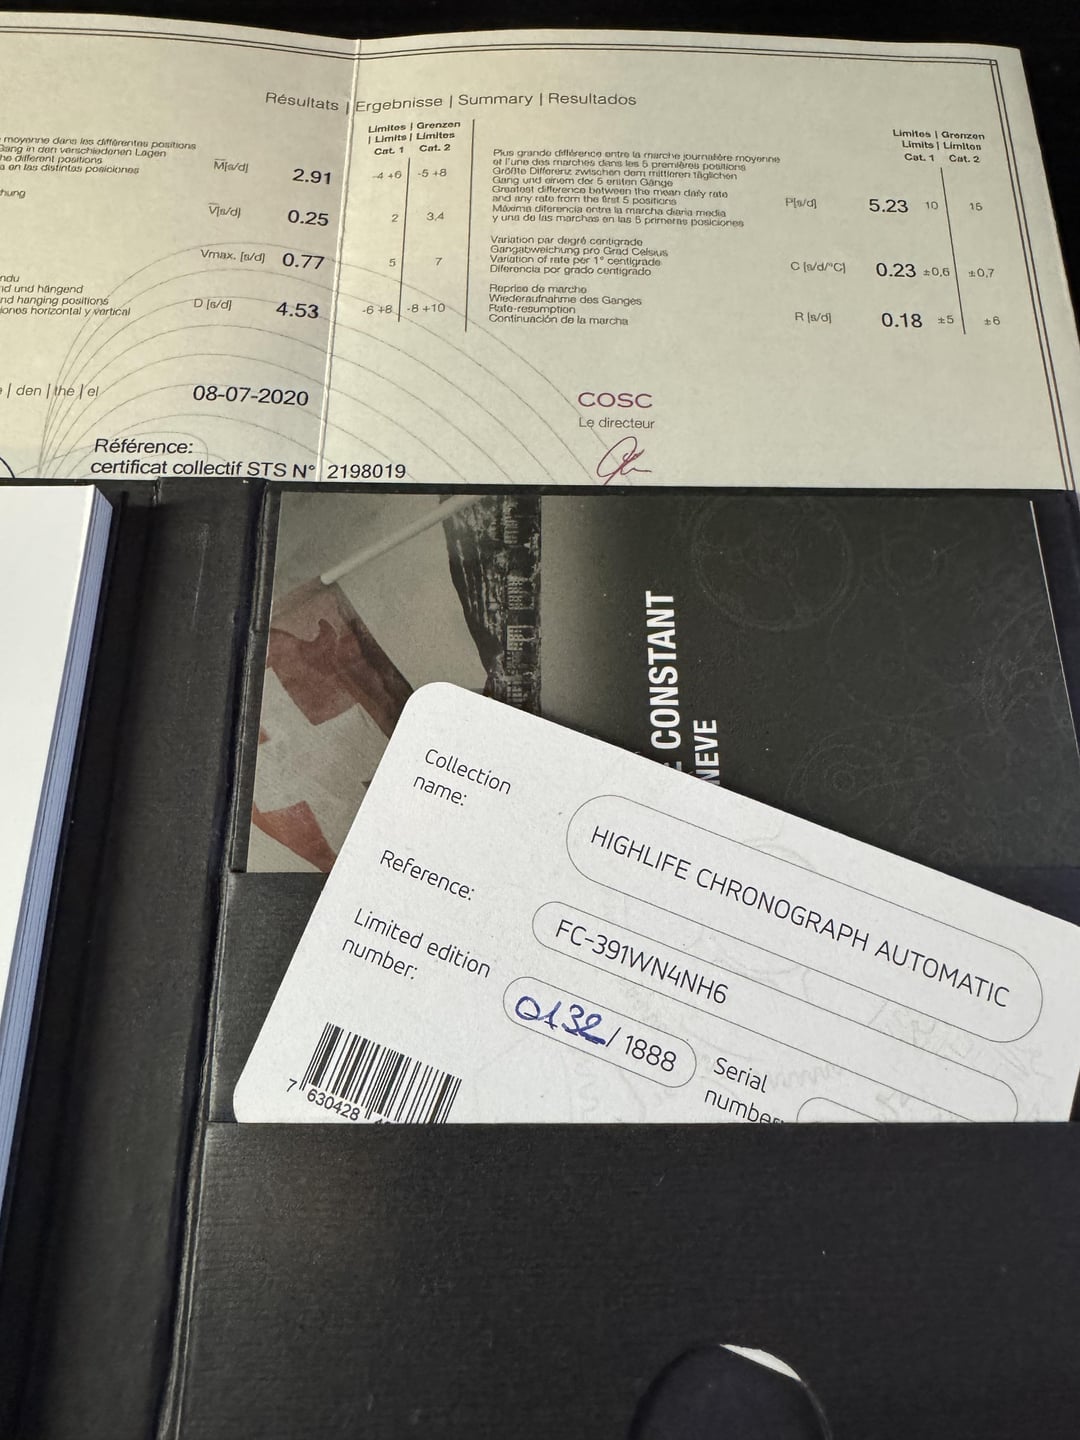 Résultats | Ergebnisse | Summary | Resultados
moyenne dans les différentes positions
Gang in den verschiedenen Lagen
the different positions
a en las distintas posiciones
M[s/d] 2.91
Limites | Grenzen
| Limits | Limites
Cat. 1 Cat. 2
-4 +6 -5 +8
V[s/d] 0.25 2 3,4
Vmax. [s/d] 0.77 5 7
nd und hängend
nd hanging positions
iones horizontal y vertical
D [s/d] 4.53 -6 +8 -8 +10
Limites | Grenzen
Limits | Limites
Cat. 1 Cat. 2
Plus grande différence entre la marche journalière moyenne
et l'une des marches dans les 5 premières positions
Größte Differenz zwischen dem mittleren täglichen
Gang und einem der 5 ersten Gänge
Greatest difference between the mean daily rate
and any rate from the first 5 positions
Máxima diferencia entre la marcha diaria media
y una de las marchas en las 5 primeras posiciones
P[s/d] 5.23 10 15
Variation par degré centigrade
Gangabweichung pro Grad Celsius
Variation of rate per 1° centigrade
Diferencia por grado centigrado
C [s/d/°C] 0.23 ±0,6 ±0,7
Reprise de marche
Wiederaufnahme des Ganges
Rate-resumption
Continuación de la marcha
R [s/d] 0.18 ±5 ±6
| den | the | el 08-07-2020
COSC
Le directeur
Référence:
certificat collectif STS N° 2198019
CONSTANT
NEVE
Collection
name:
HIGHLIFE CHRONOGRAPH AUTOMATIC
Reference:
FC-391WN4NH6
Limited edition
number:
0132 / 1888
Serial
number:
7 630428